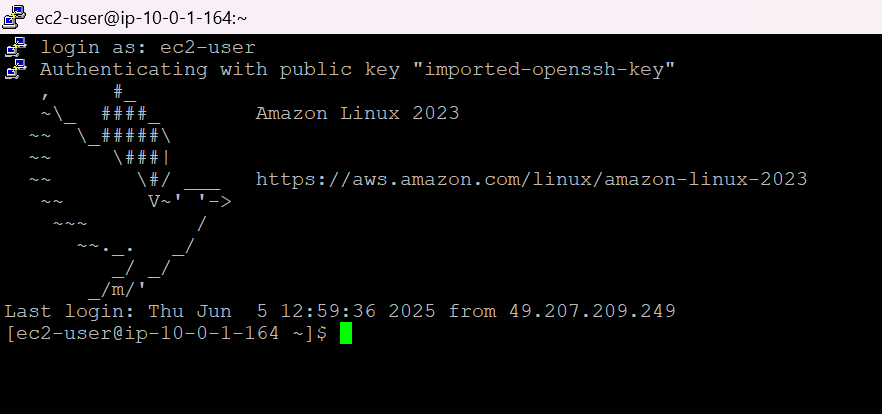 ec2-user@ip-10-0-1-164:~
login as: ec2-user
Authenticating with public key "imported-openssh-key"
   ,     #_
   ~\_  ####_        Amazon Linux 2023
  ~~  \_#####\
  ~~     \###|
  ~~       \#/ ___   https://aws.amazon.com/linux/amazon-linux-2023
   ~~       V~' '->
    ~~~         /
      ~~._.   _/
         _/ _/
       _/m/'
Last login: Thu Jun  5 12:59:36 2025 from 49.207.209.249
[ec2-user@ip-10-0-1-164 ~]$